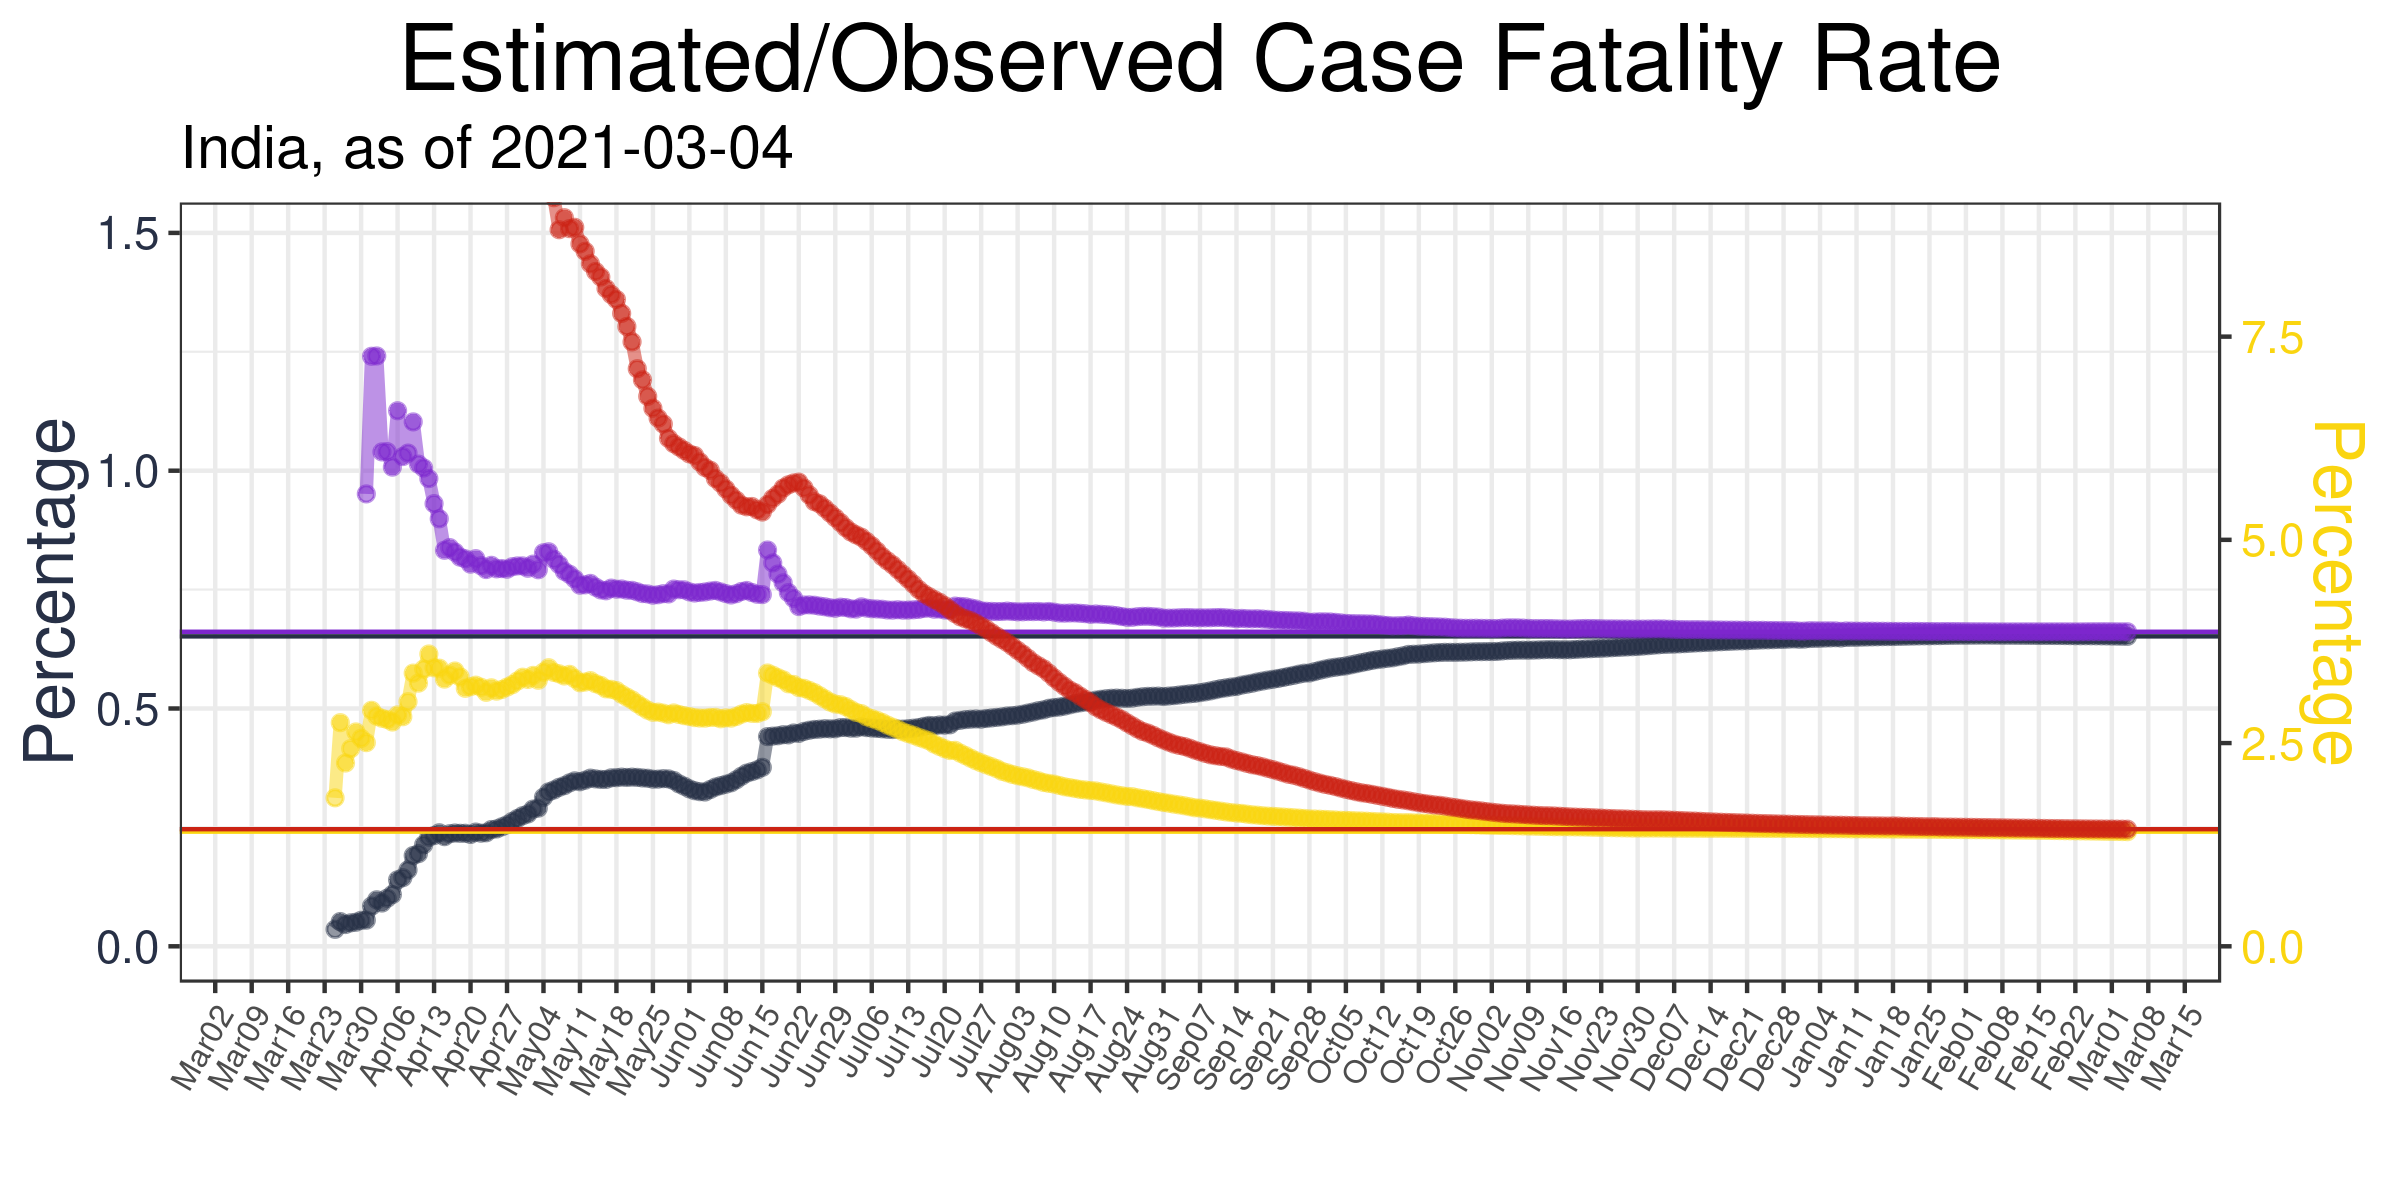 Estimated/Observed Case Fatality Rate
India, as of 2021-03-04
1.5
1.0
0.5
0.0
Percentage
7.5
5.0
2.5
0.0
Percentage
Mar02
Mar09
Mar16
Mar23
Mar30
Apr06
Apr13
Apr20
Apr27
May04
May11
May18
May25
Jun01
Jun08
Jun15
Jun22
Jun29
Jul06
Jul13
Jul20
Jul27
Aug03
Aug10
Aug17
Aug24
Aug31
Sep07
Sep14
Sep21
Sep28
Oct05
Oct12
Oct19
Oct26
Nov02
Nov09
Nov16
Nov23
Nov30
Dec07
Dec14
Dec21
Dec28
Dec04
Jan11
Jan18
Jan25
Jan25
Feb01
Feb08
Feb15
Feb22
Mar01
Mar08
Mar15